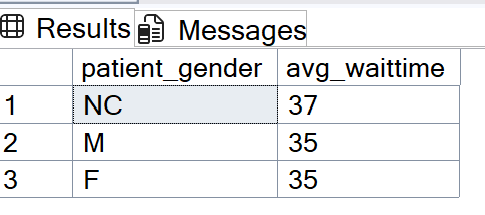 Results Messages
patient_gender avg_waittime
1 NC 37
2 M 35
3 F 35